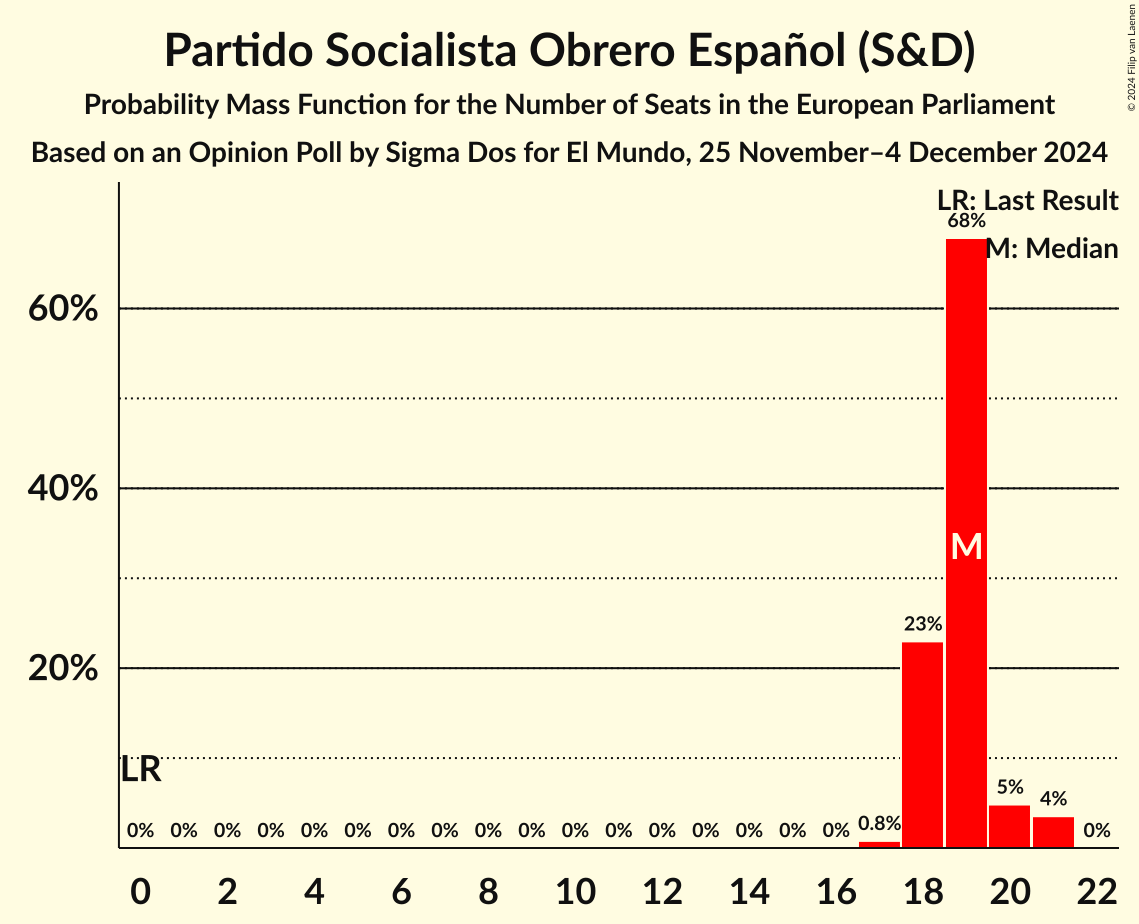 Partido Socialista Obrero Español (S&D)
Probability Mass Function for the Number of Seats in the European Parliament
Based on an Opinion Poll by Sigma Dos for El Mundo, 25 November–4 December 2024
© 2024 Filip van Laenen
LR: Last Result
M: Median
68%
60%
40%
M
23%
20%
LR
5%
4%
0% 0% 0% 0% 0% 0% 0% 0% 0% 0% 0% 0% 0% 0% 0% 0% 0% 0.8% 0%
0 2 4 6 8 10 12 14 16 18 20 22